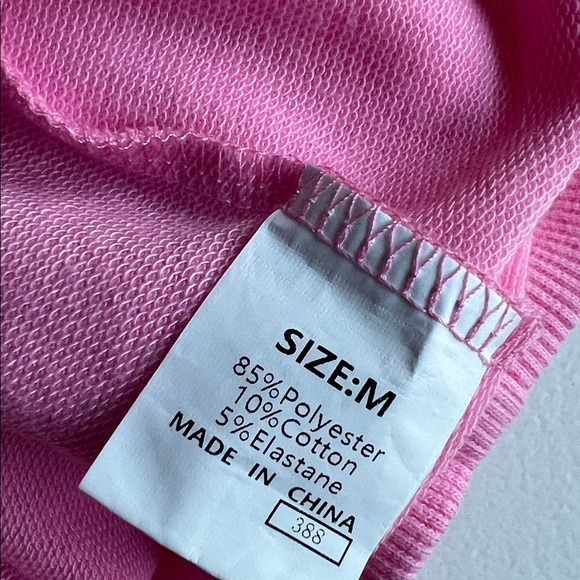 SIZE:M
85%Polyester
10%Cotton
5%Elastane
MADE IN CHINA
388